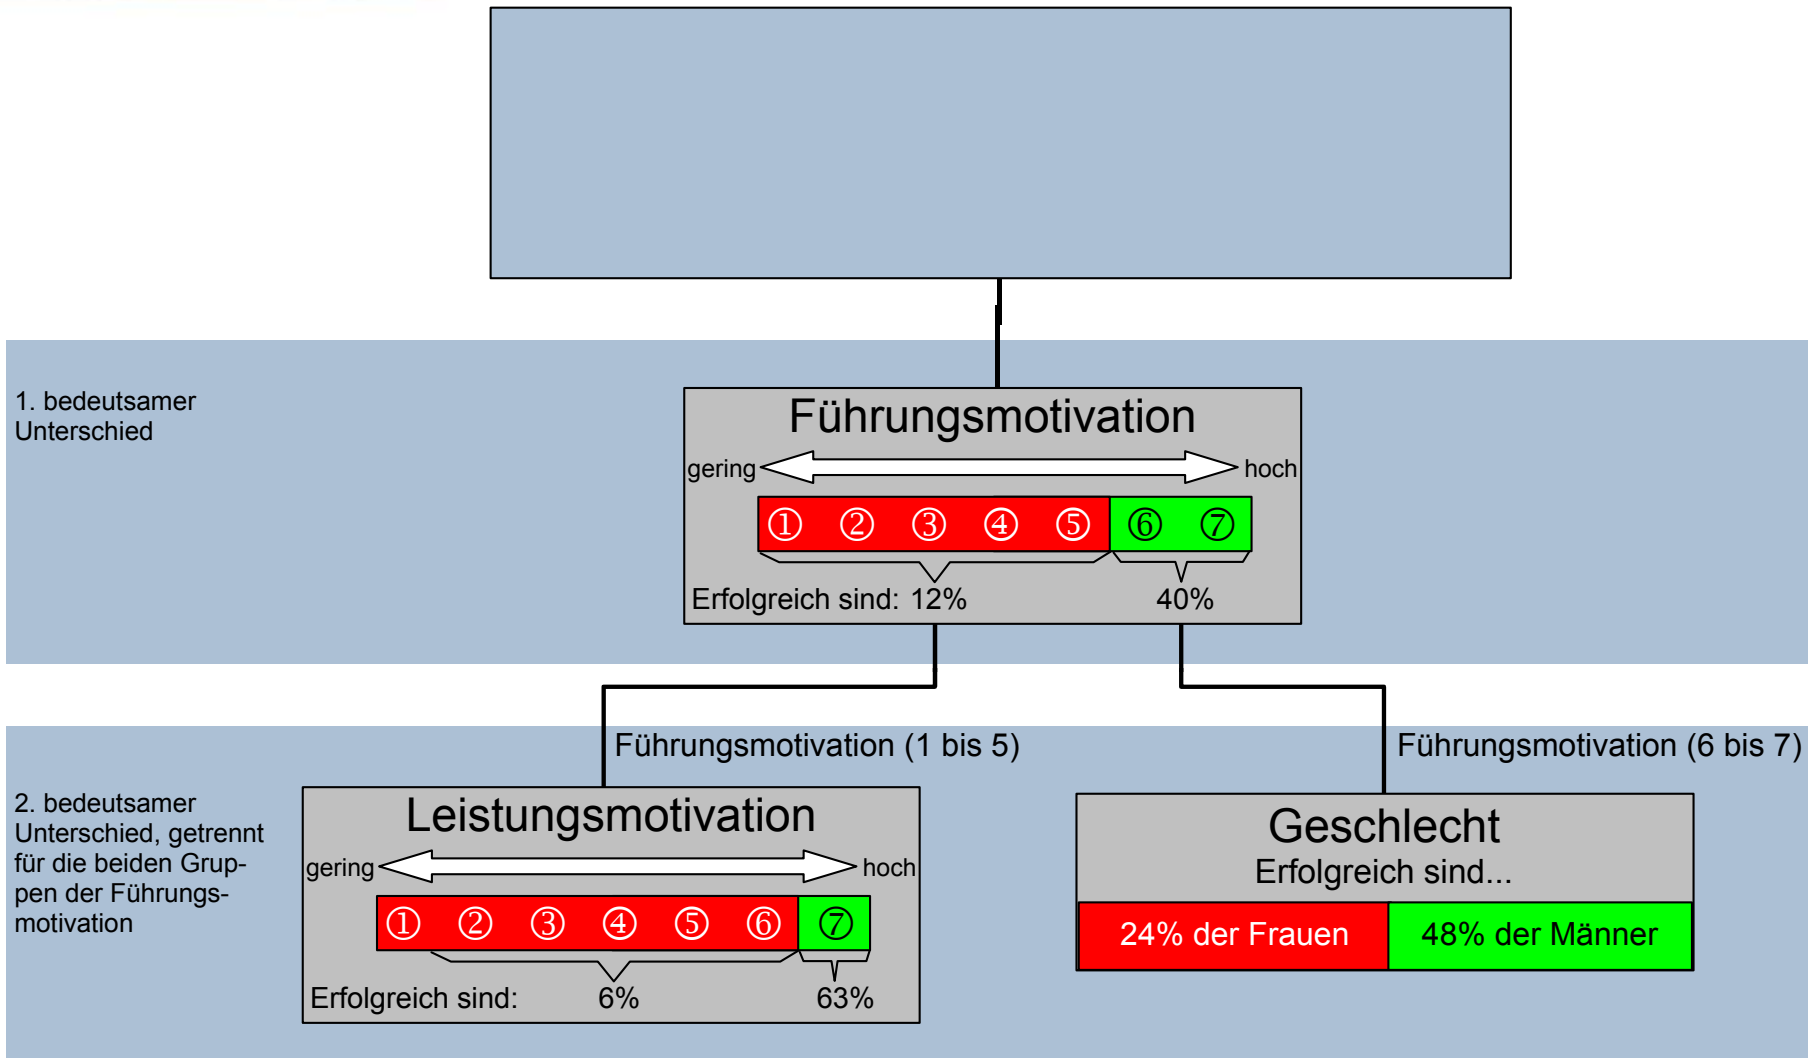 1. bedeutsamer
Unterschied
Führungsmotivation
gering
hoch
① ② ③ ④ ⑤ ⑥ ⑦
Erfolgreich sind: 12% 40%
Führungsmotivation (1 bis 5)
Führungsmotivation (6 bis 7)
2. bedeutsamer
Unterschied, getrennt
für die beiden Grup-
pen der Führungs-
motivation
Leistungsmotivation
gering
hoch
① ② ③ ④ ⑤ ⑥ ⑦
Erfolgreich sind: 6% 63%
Geschlecht
Erfolgreich sind...
24% der Frauen
48% der Männer